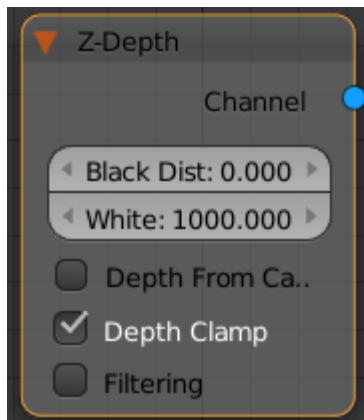 Z-Depth
Channel
Black Dist: 0.000
White: 1000.000
Depth From Ca..
Depth Clamp
Filtering